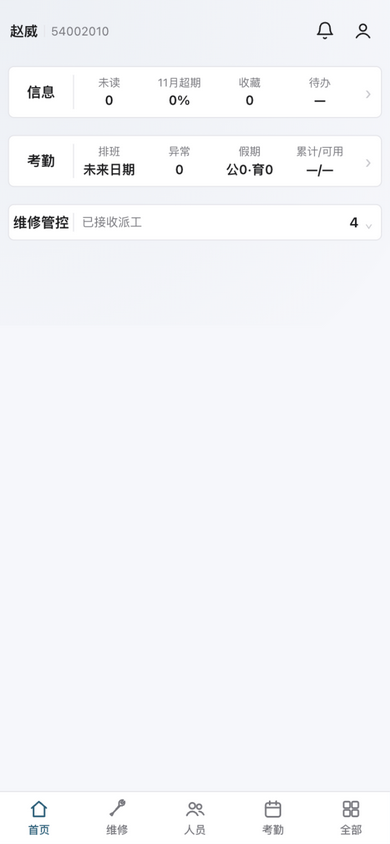 赵威 54002010
信息 未读 11月超期 收藏 待办
0 0% 0 —
考勤 排班 异常 假期 累计/可用
未来日期 0 公0·育0 —/—
维修管控 已接收派工 4
首页 维修 人员 考勤 全部